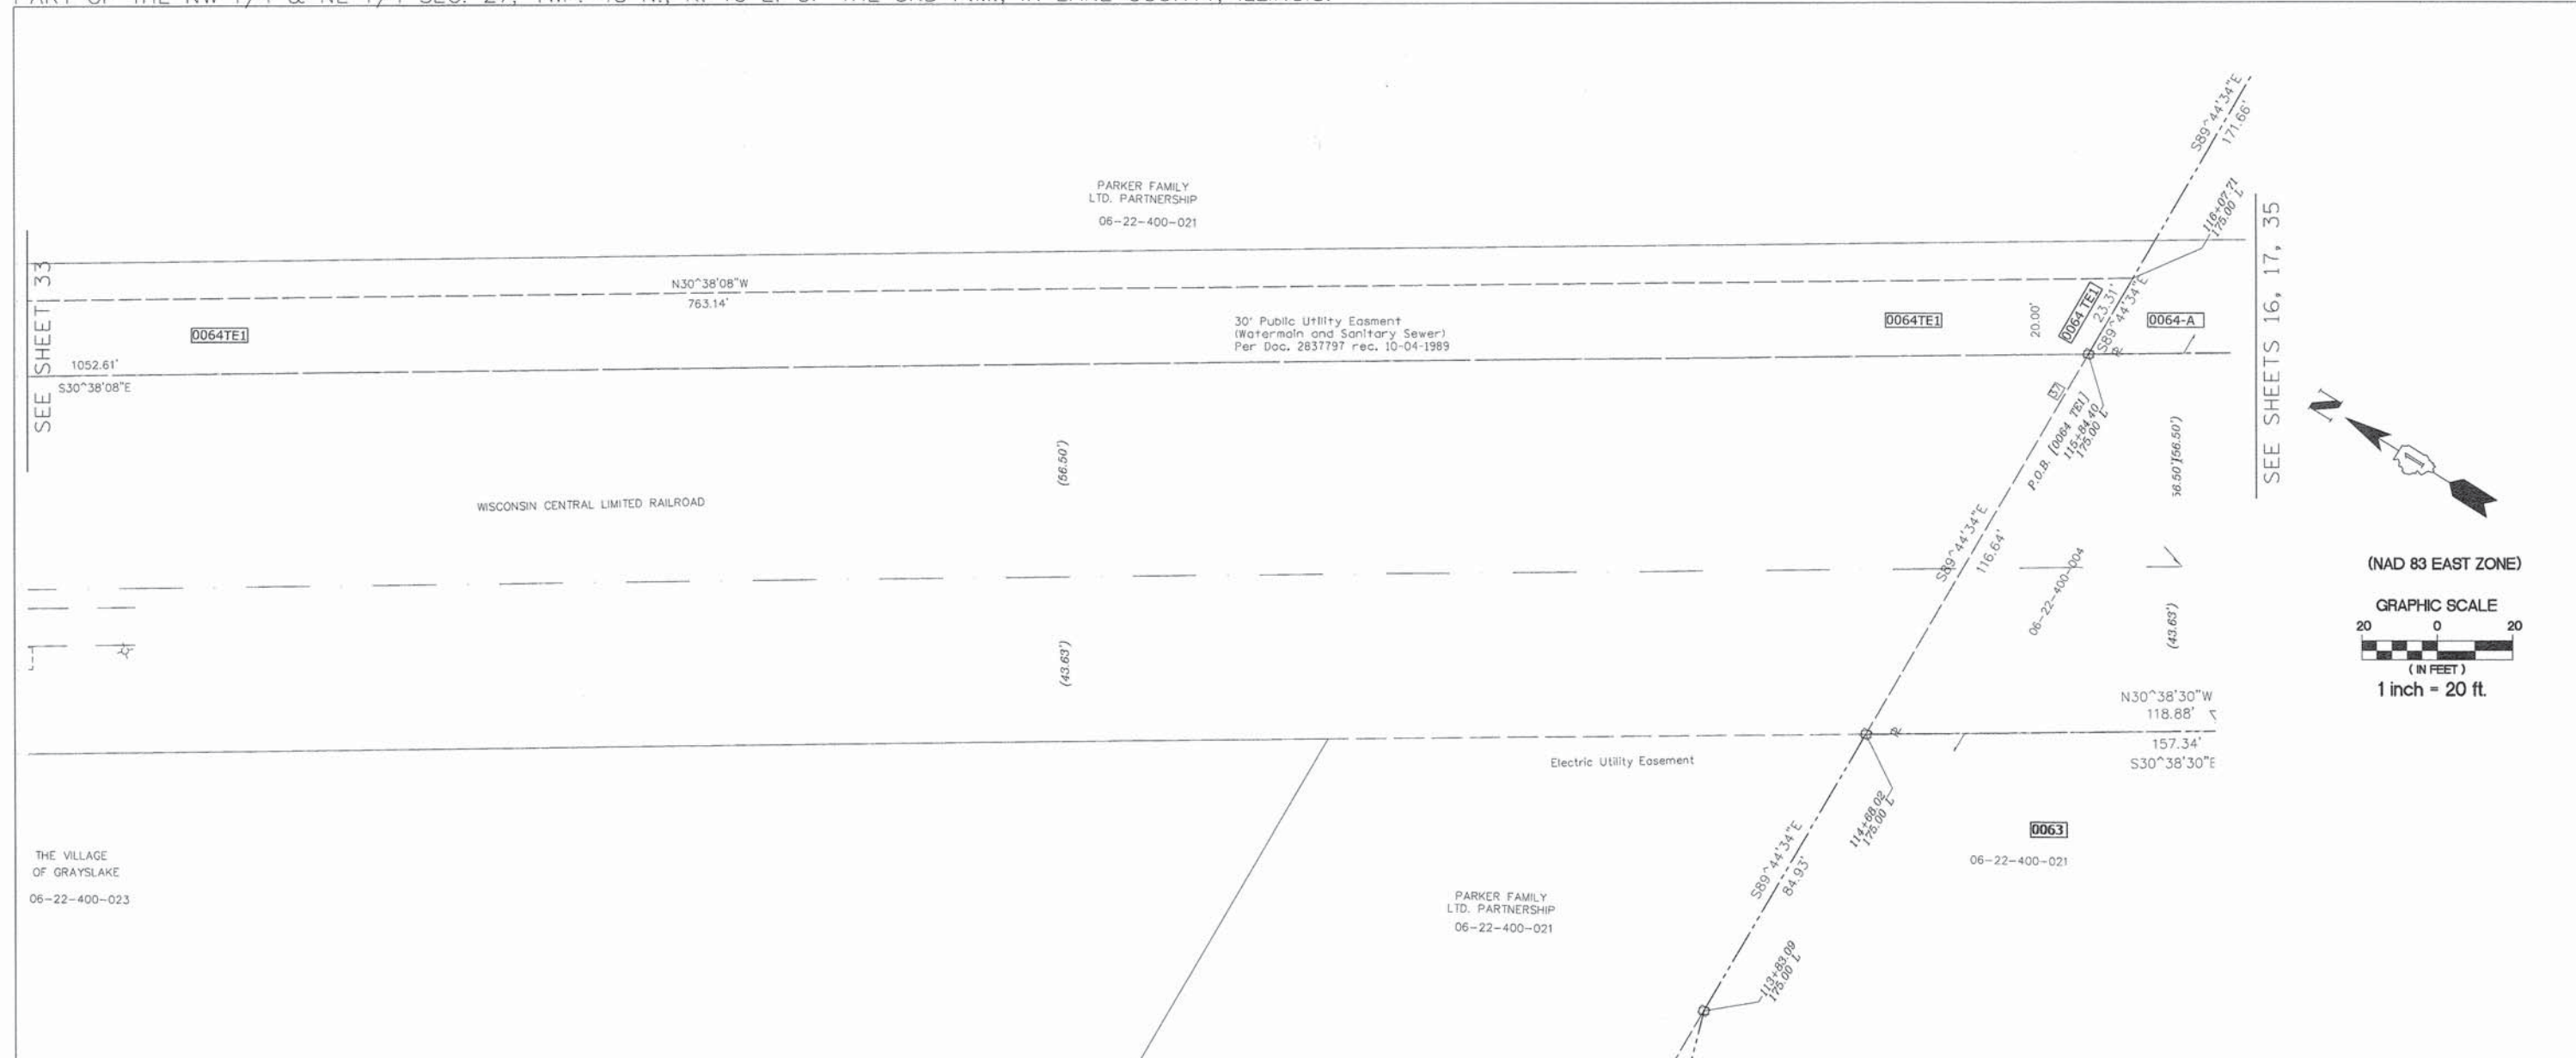 PARKER FAMILY
LTD. PARTNERSHIP
06-22-400-021
SEE SHEET 33
N30^38'08"W
763.14'
0064TE1
1052.61'
S30^38'08"E
30' Public Utility Easment
(Watermain and Sanitary Sewer)
Per Doc. 2837797 rec. 10-04-1989
0064TE1
20.00'
0064 TE1
23.31'
S89^44'34"E
S89^44'34"E
171.66'
116+07.71
175.00' L
0064-A
SEE SHEETS 16, 17, 35
37
P.O.B. [0064 TE1]
115+84.40
175.00' L
(56.50')
56.50'(56.50')
WISCONSIN CENTRAL LIMITED RAILROAD
S89^44'34"E
116.64'
06-22-400-004
(43.63')
(43.63')
N
(NAD 83 EAST ZONE)
GRAPHIC SCALE
20 0 20
( IN FEET )
1 inch = 20 ft.
N30^38'30"W
118.88'
157.34'
S30^38'30"E
Electric Utility Easement
114+68.02
175.00' L
0063
06-22-400-021
THE VILLAGE
OF GRAYSLAKE
06-22-400-023
PARKER FAMILY
LTD. PARTNERSHIP
06-22-400-021
S89^44'34"E
84.93'
113+83.09
175.00' L